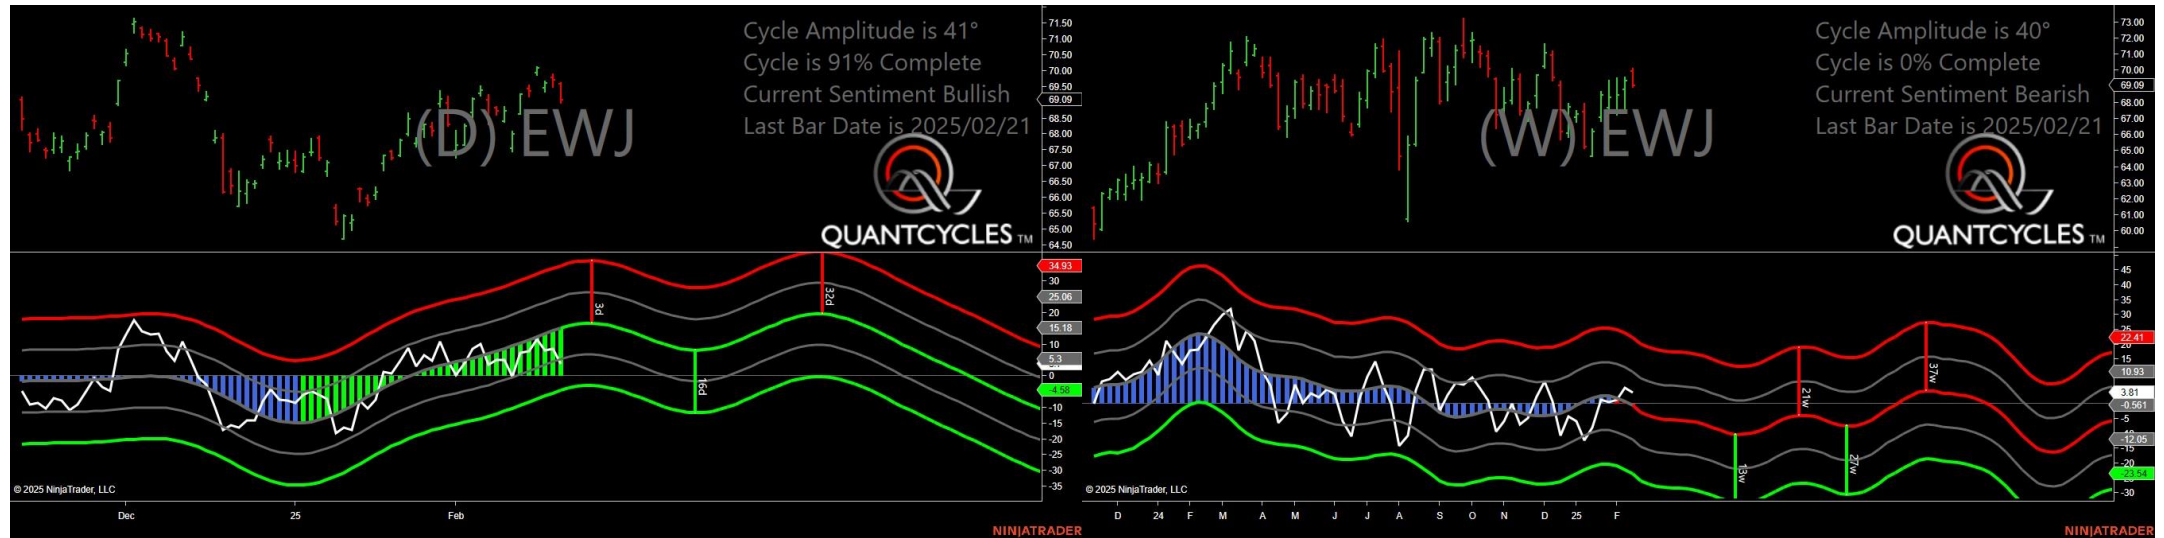 Cycle Amplitude is 41°
Cycle is 91% Complete
Current Sentiment Bullish
Last Bar Date is 2025/02/21
(D) EWJ
QUANTCYCLES TM
71.50
71.00
70.50
70.00
69.50
69.09
68.50
68.00
67.50
67.00
66.50
66.00
65.50
65.00
64.50
34.93
30
25.06
20
15.18
10
5.3
0
-4.58
-10
-15
-20
-25
-30
-35
3d
16d
32d
© 2025 NinjaTrader, LLC
Dec
25
Feb
NINJATRADER
Cycle Amplitude is 40°
Cycle is 0% Complete
Current Sentiment Bearish
Last Bar Date is 2025/02/21
(W) EWJ
QUANTCYCLES TM
73.00
72.00
71.00
70.00
69.09
68.00
67.00
66.00
65.00
64.00
63.00
62.00
61.00
60.00
45
40
35
30
25
22.41
20
15
10.93
3.81
-0.561
-5
-12.05
-15
-20
-23.54
-30
13w
21w
27w
37w
© 2025 NinjaTrader, LLC
D
24
F
M
A
M
J
J
A
S
O
N
D
25
F
NINJATRADER